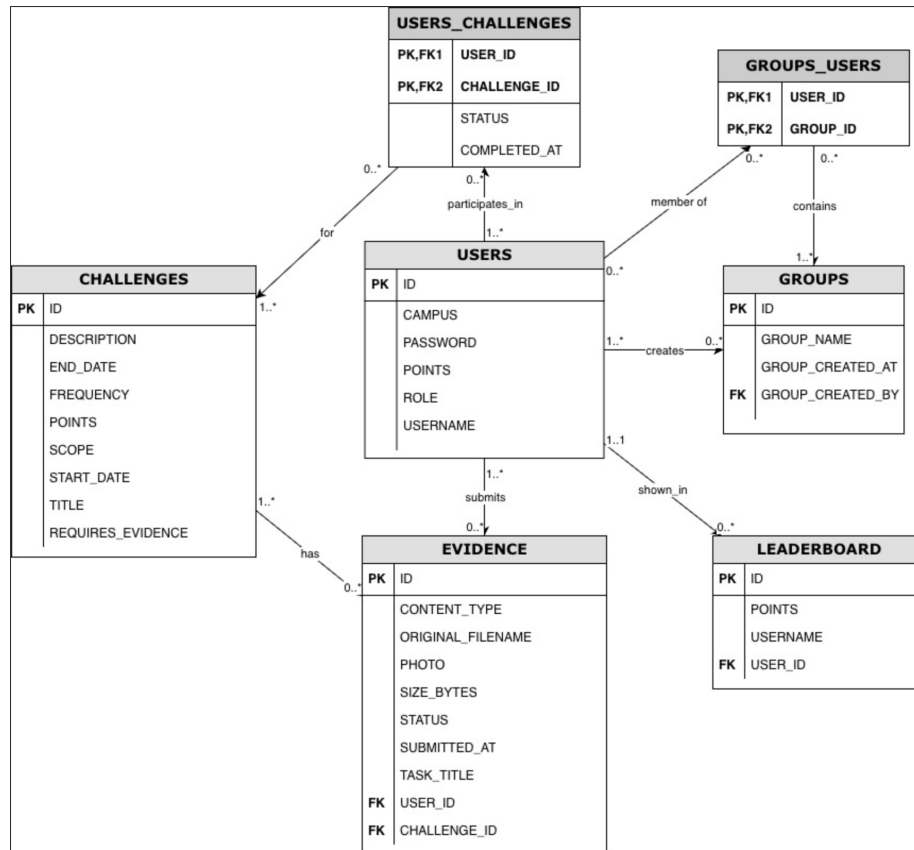 USERS_CHALLENGES
PK,FK1 USER_ID
PK,FK2 CHALLENGE_ID
STATUS
COMPLETED_AT
GROUPS_USERS
PK,FK1 USER_ID
PK,FK2 GROUP_ID
0..*
for
1..*
0..*
participates_in
1..*
0..*
member of
0..*
0..*
contains
1..*
CHALLENGES
PK ID
DESCRIPTION
END_DATE
FREQUENCY
POINTS
SCOPE
START_DATE
TITLE
REQUIRES_EVIDENCE
USERS
PK ID
CAMPUS
PASSWORD
POINTS
ROLE
USERNAME
1..*
creates
0..*
GROUPS
PK ID
GROUP_NAME
GROUP_CREATED_AT
FK GROUP_CREATED_BY
1..*
has
0..*
1..*
submits
0..*
1..1
shown_in
0..*
EVIDENCE
PK ID
CONTENT_TYPE
ORIGINAL_FILENAME
PHOTO
SIZE_BYTES
STATUS
SUBMITTED_AT
TASK_TITLE
FK USER_ID
FK CHALLENGE_ID
LEADERBOARD
PK ID
POINTS
USERNAME
FK USER_ID